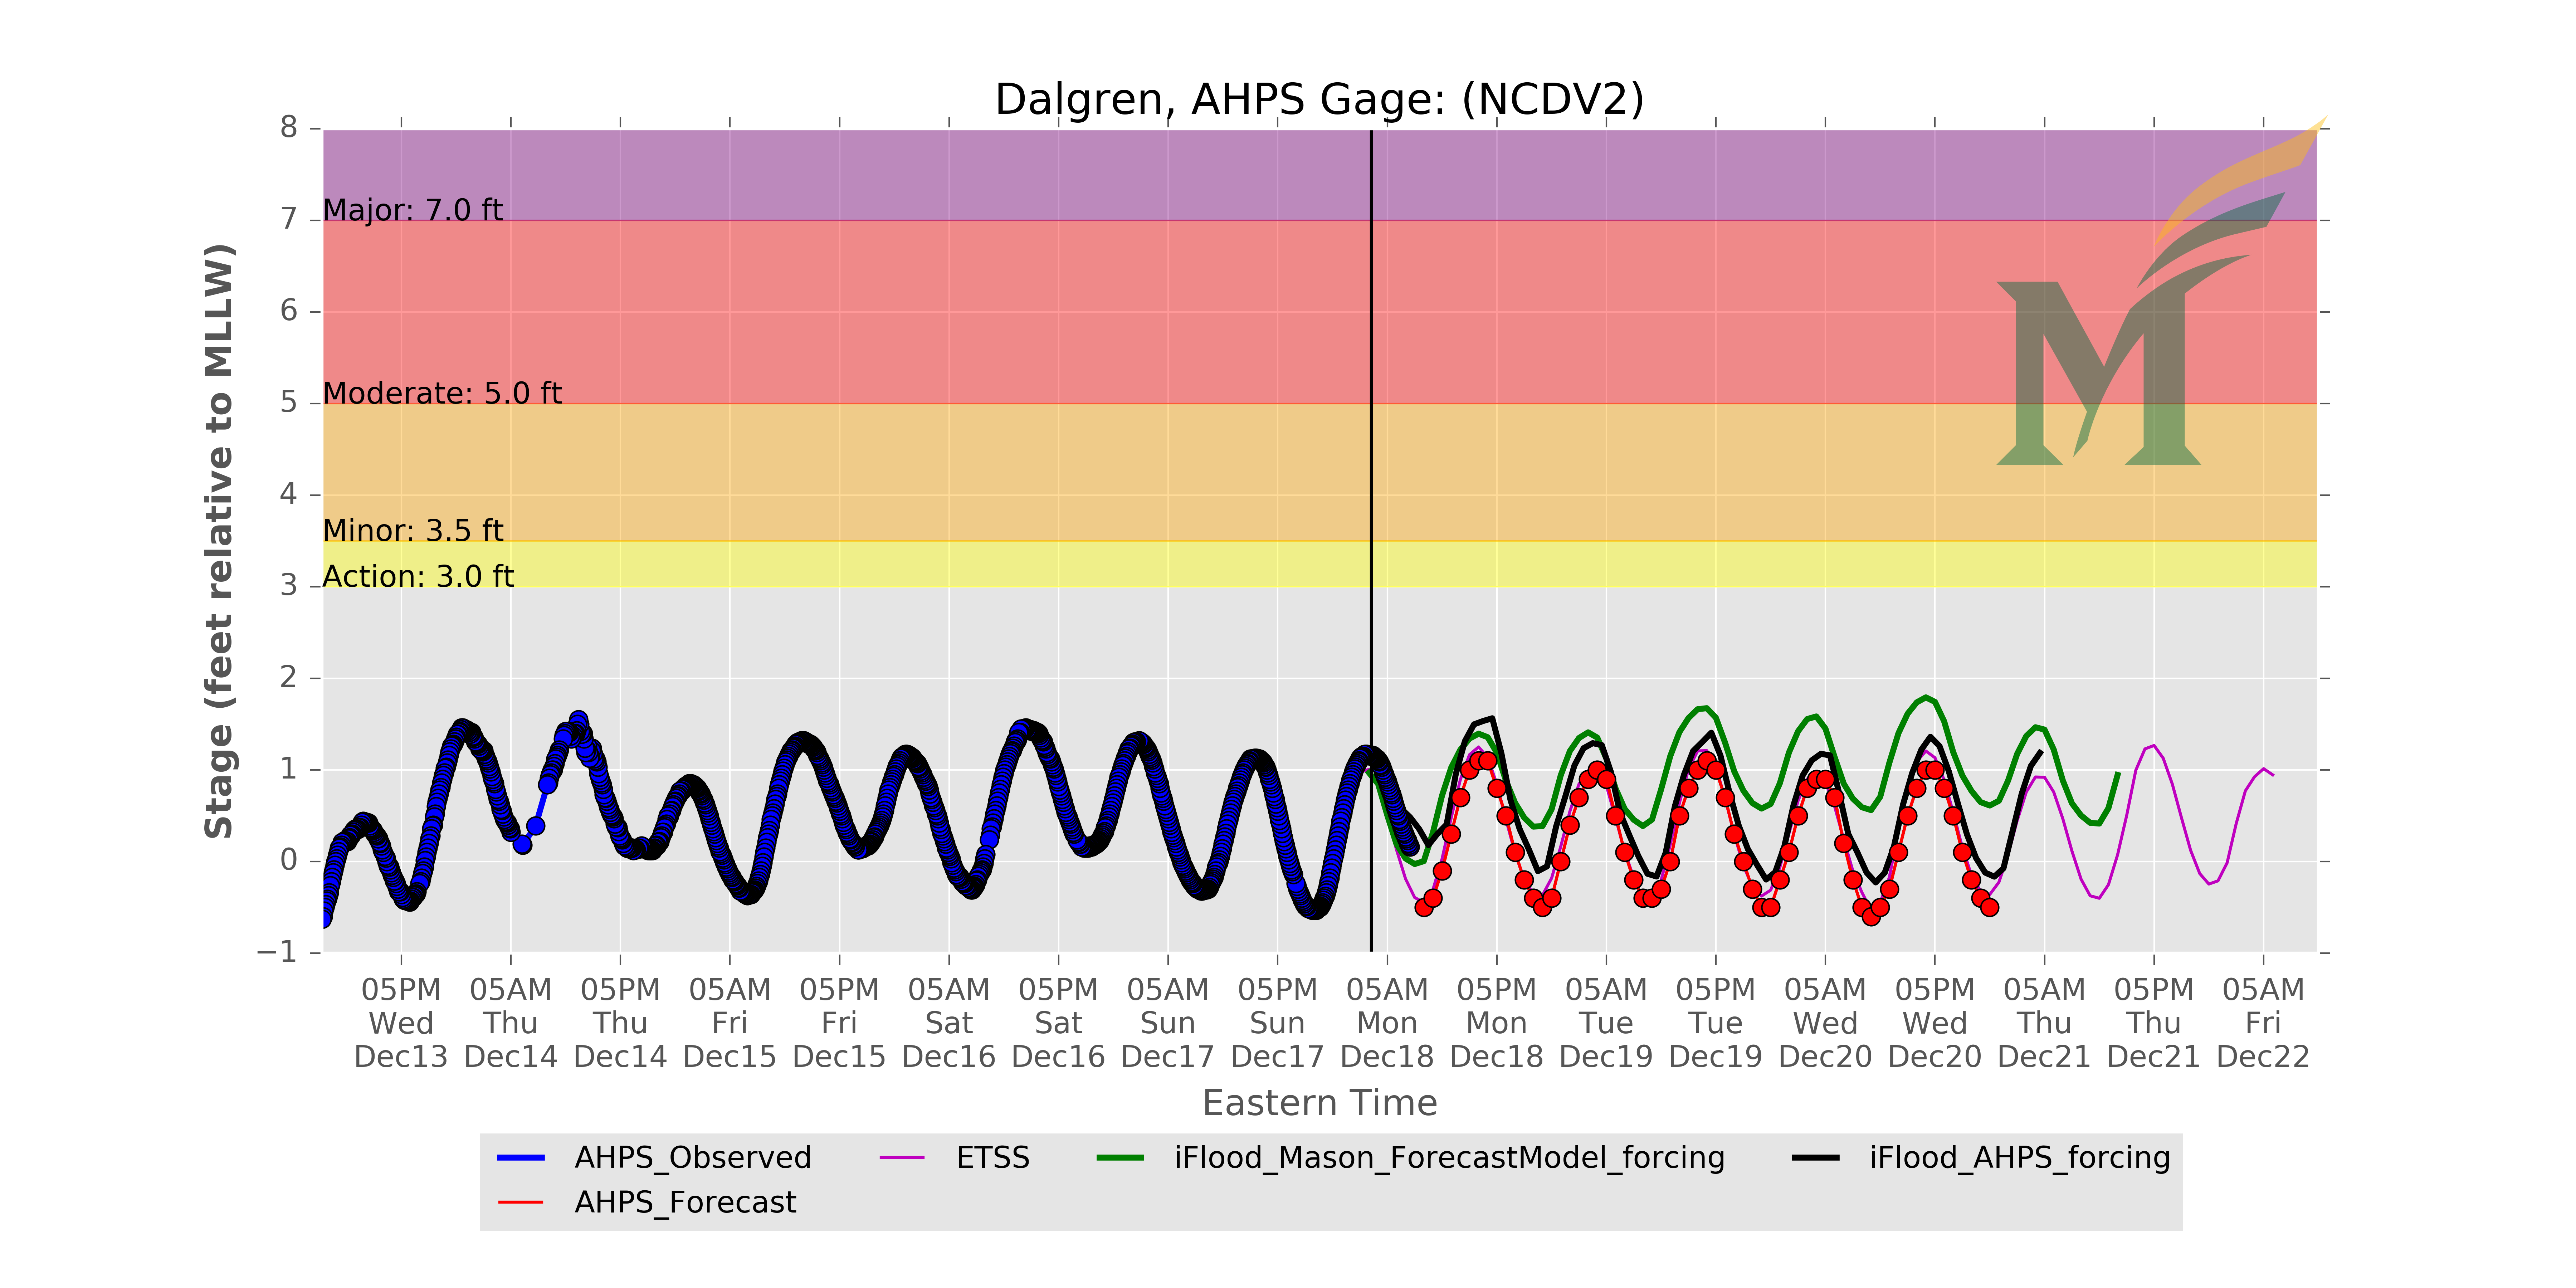 Dalgren, AHPS Gage: (NCDV2)
8
7
6
5
4
3
2
1
0
−1
Stage (feet relative to MLLW)
Major: 7.0 ft
Moderate: 5.0 ft
Minor: 3.5 ft
Action: 3.0 ft
M
05PM 05AM 05PM 05AM 05PM 05AM 05PM 05AM 05PM 05AM 05PM 05AM 05PM 05AM 05PM 05AM 05PM 05AM
Wed Thu Thu Fri Fri Sat Sat Sun Sun Mon Mon Tue Tue Wed Wed Thu Thu Fri
Dec13 Dec14 Dec14 Dec15 Dec15 Dec16 Dec16 Dec17 Dec17 Dec18 Dec18 Dec19 Dec19 Dec20 Dec20 Dec21 Dec21 Dec22
Eastern Time
AHPS_Observed ETSS iFlood_Mason_ForecastModel_forcing iFlood_AHPS_forcing
AHPS_Forecast